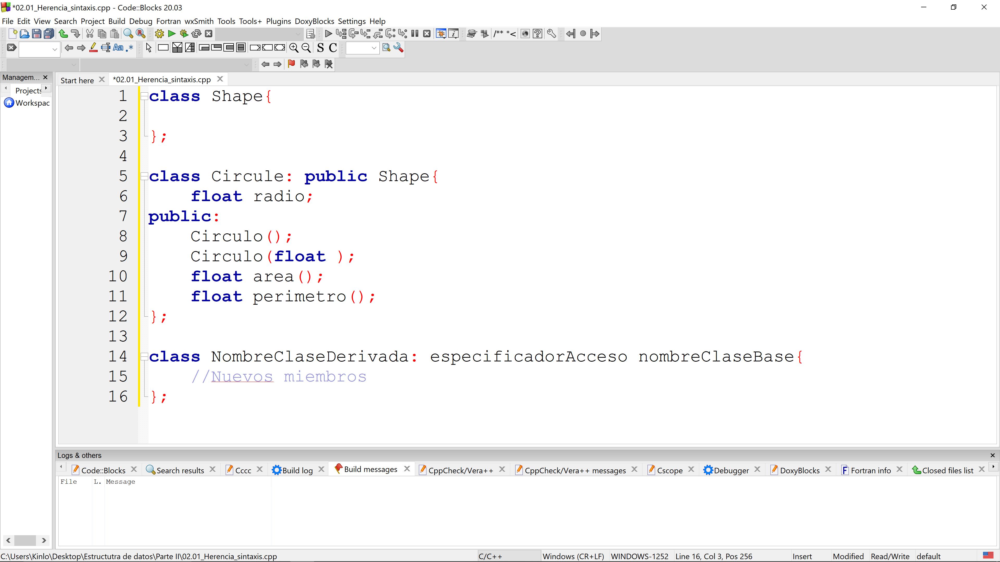 *02.01_Herencia_sintaxis.cpp - Code::Blocks 20.03
File Edit View Search Project Build Debug Fortran wxSmith Tools Tools+ Plugins DoxyBlocks Settings Help
/** *<
Aa .* S C
Managem...
Start here *02.01_Herencia_sintaxis.cpp
Projects
Workspac
1 class Shape{
2
3 };
4
5 class Circule: public Shape{
6 float radio;
7 public:
8 Circulo();
9 Circulo(float );
10 float area();
11 float perimetro();
12 };
13
14 class NombreClaseDerivada: especificadorAcceso nombreClaseBase{
15 //Nuevos miembros
16 };
Logs & others
Code::Blocks Search results Cccc Build log Build messages CppCheck/Vera++ CppCheck/Vera++ messages Cscope Debugger DoxyBlocks Fortran info Closed files list
File L. Message
C:\Users\Kinlo\Desktop\Estructutra de datos\Parte II\02.01_Herencia_sintaxis.cpp C/C++ Windows (CR+LF) WINDOWS-1252 Line 16, Col 3, Pos 256 Insert Modified Read/Write default